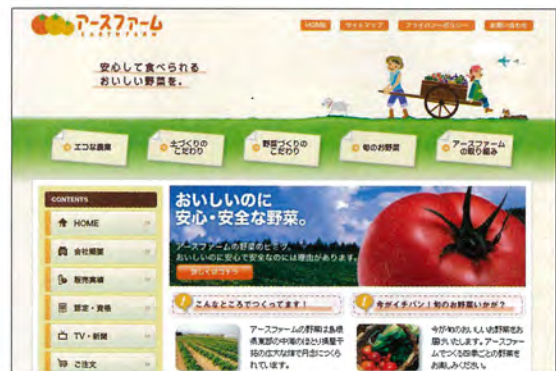 アースファーム
EARTH FARM
HOME
サイトマップ
プライバシーポリシー
お問い合わせ
安心して食べられる
おいしい野菜を。
エコな農業
土づくりの
こだわり
野菜づくりの
こだわり
旬のお野菜
アースファーム
の取り組み
CONTENTS
HOME
会社概要
販売実績
認定・資格
TV・新聞
ご注文
おいしいのに
安心・安全な野菜。
アースファームの野菜のヒミツ。
おいしいのに安心で安全なのには理由があります。
詳しくはコチラ
こんなところでつくってます！
アースファームの野菜は島根
県東部の中海のほとり揖屋干
拓の広大な畑で丹念につくら
れています。
今がイチバン！旬のお野菜いかが？
今が旬のおいしいお野菜をお
届けいたします。アースファー
ムでつくる四季ごとの野菜を
お楽しみください。